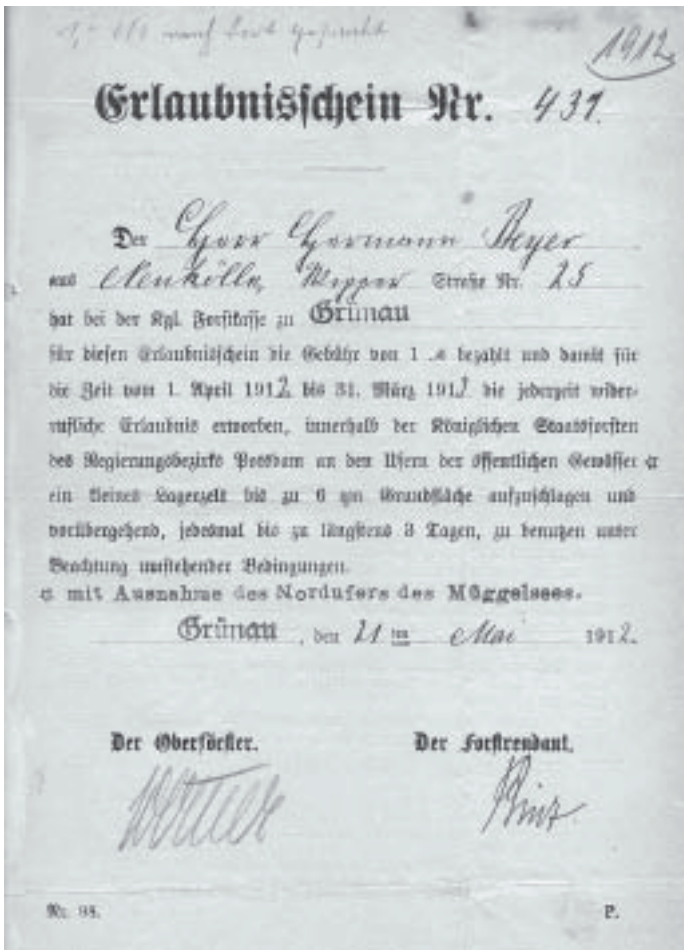 1912
Erlaubnisschein Nr. 431.
Der Herr Hermann Beyer
aus Neukölln, Wipper Straße Nr. 25
hat bei der Kgl. Forstkasse zu Grünau
für diesen Erlaubnisschein die Gebühr von 1 ℳ bezahlt und damit für
die Zeit vom 1. April 1912 bis 31. März 1913 die jederzeit wider-
rufliche Erlaubnis erworben, innerhalb der Königlichen Staatsforsten
des Regierungsbezirks Potsdam an den Ufern der öffentlichen Gewässer
ein kleines Lagerzelt bis zu 6 qm Grundfläche aufzuschlagen und
vorübergehend, jedesmal bis zu längstens 3 Tagen, zu benutzen unter
Beachtung umstehender Bedingungen.
mit Ausnahme des Nordufers des Müggelsees.
Grünau, den 21 ten Mai 1912.
Der Oberförster. Der Forstrendant.
Nr. 98. P.